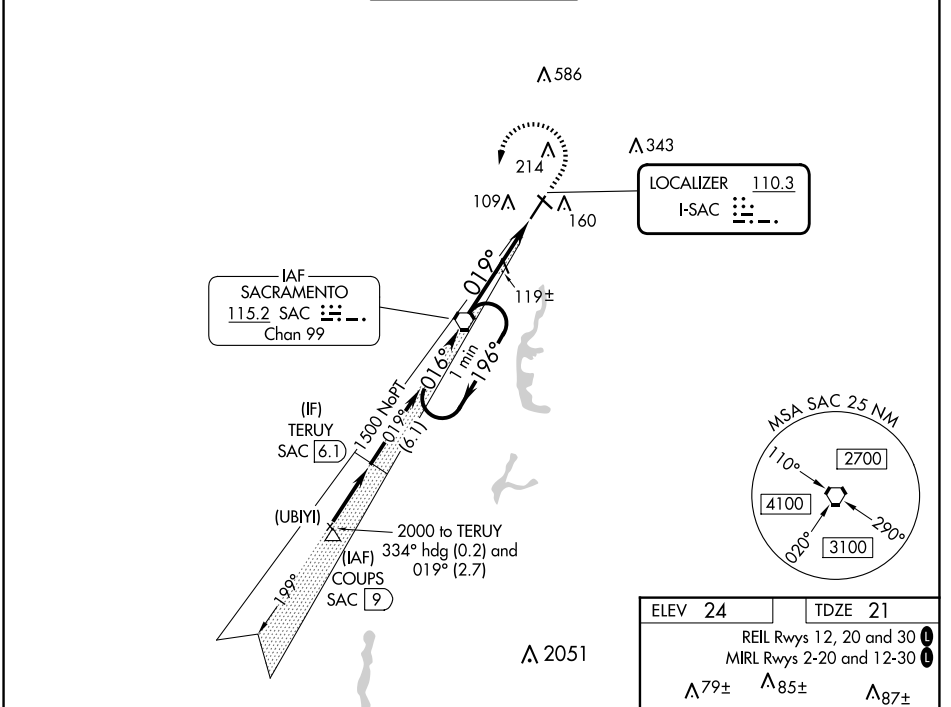 586
214
343
109
160
LOCALIZER 110.3
I-SAC
019°
119±
IAF
SACRAMENTO
115.2 SAC
Chan 99
016°
1 min
196°
1500 NoPT
019°
(6.1)
(IF)
TERUY
SAC 6.1
(UBIYI)
2000 to TERUY
334° hdg (0.2) and
019° (2.7)
(IAF)
COUPS
SAC 9
199°
2051
MSA SAC 25 NM
110°
2700
4100
290°
020°
3100
ELEV 24
TDZE 21
REIL Rwys 12, 20 and 30 L
MIRL Rwys 2-20 and 12-30 L
79±
85±
87±